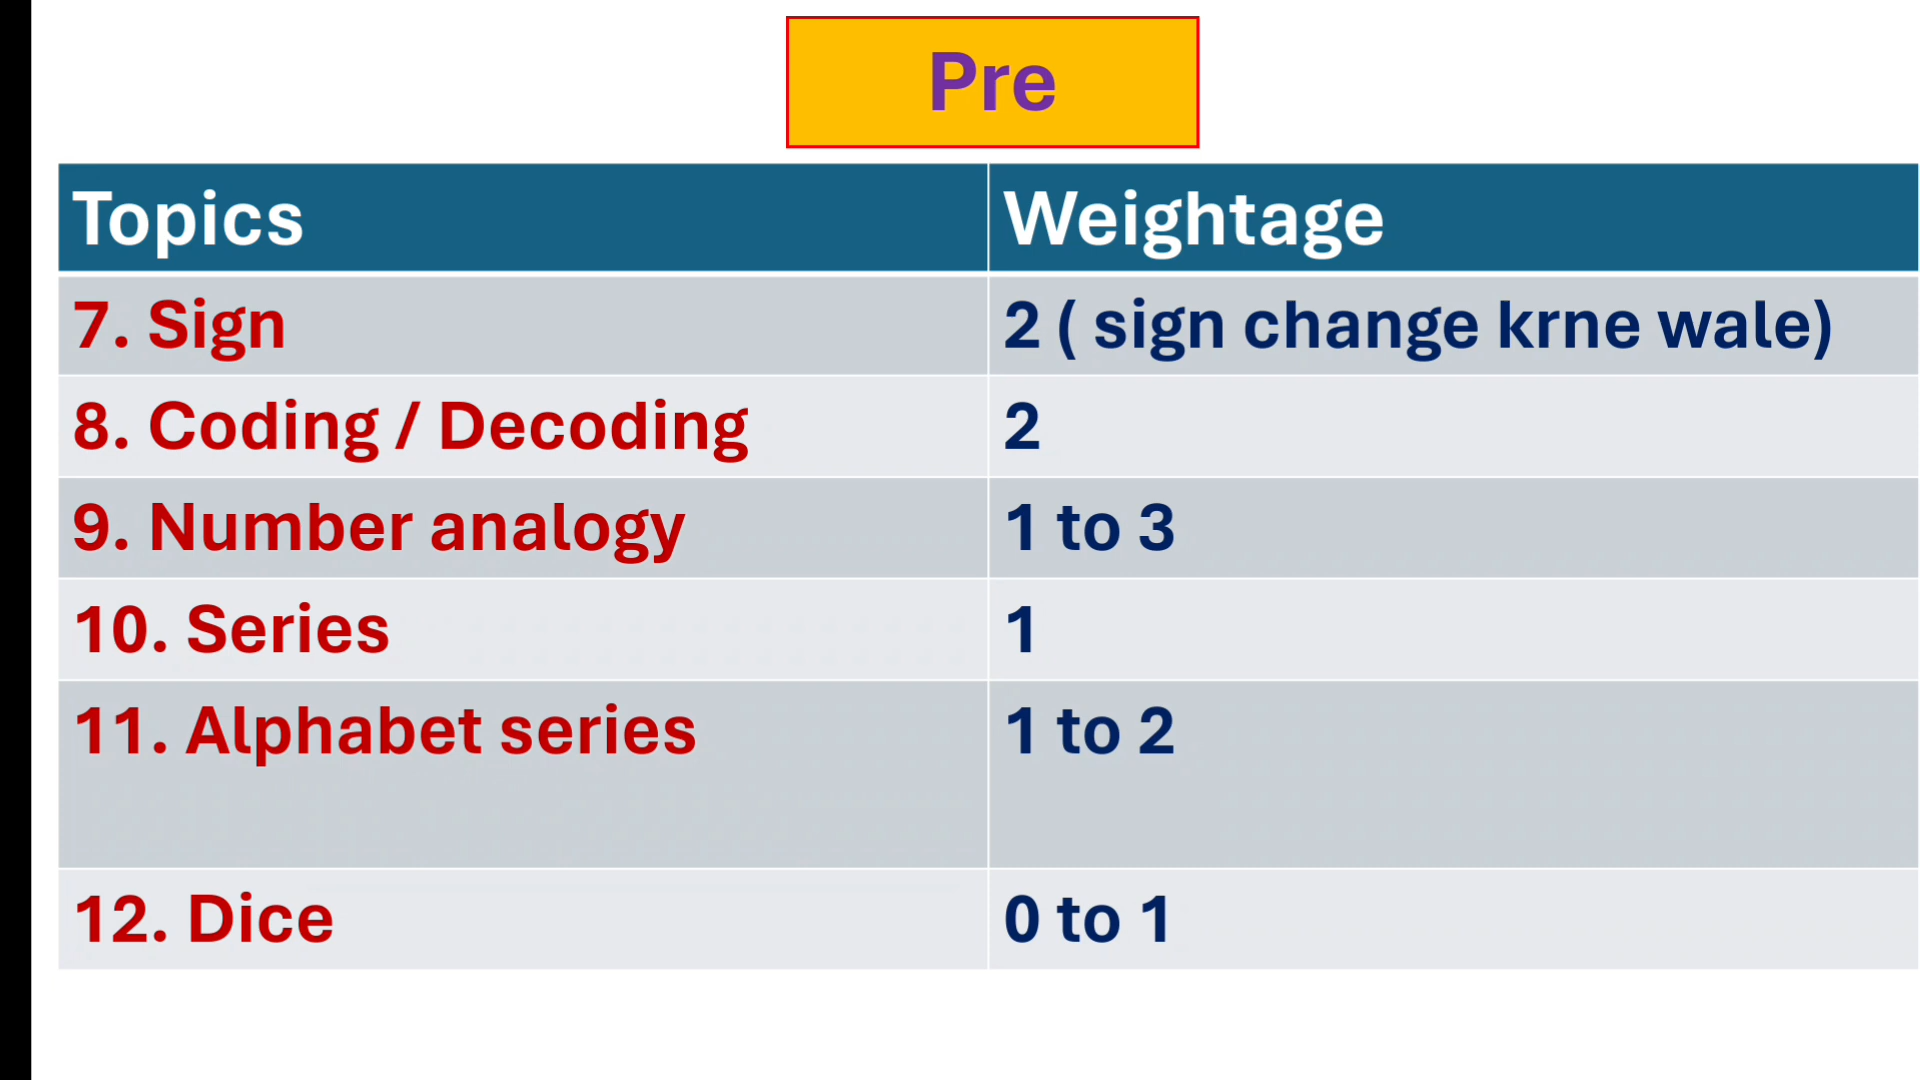 Pre
Topics Weightage
7. Sign 2 ( sign change krne wale)
8. Coding / Decoding 2
9. Number analogy 1 to 3
10. Series 1
11. Alphabet series 1 to 2
12. Dice 0 to 1